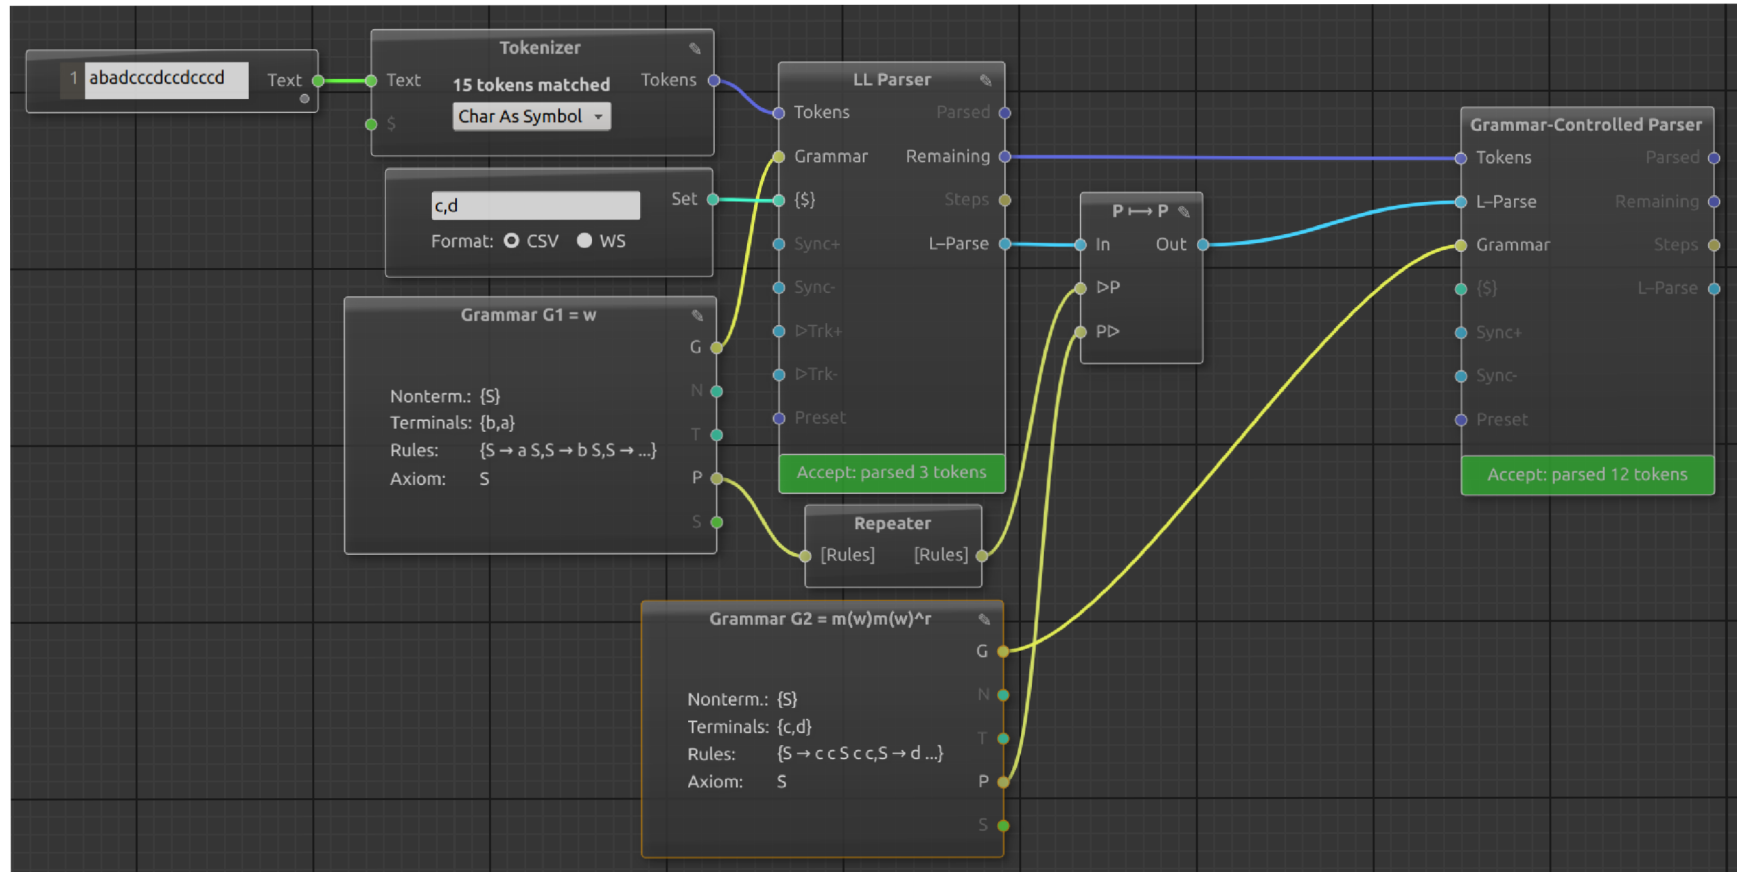 1 abadcccdccdcccd Text
Tokenizer
Text 15 tokens matched Tokens
Char As Symbol
$
c,d Set
Format: CSV WS
Grammar G1 = w
G
Nonterm.: {S} N
Terminals: {b,a} T
Rules: {S → a S,S → b S,S → ...}
Axiom: S P
S
LL Parser
Tokens Parsed
Grammar Remaining
{$} Steps
Sync+ L–Parse
Sync-
▷Trk+
▷Trk-
Preset
Accept: parsed 3 tokens
Repeater
[Rules] [Rules]
P ⟼ P
In Out
▷P
P▷
Grammar G2 = m(w)m(w)^r
G
Nonterm.: {S} N
Terminals: {c,d} T
Rules: {S → c c S c c,S → d ...}
Axiom: S P
S
Grammar-Controlled Parser
Tokens Parsed
L–Parse Remaining
Grammar Steps
{$} L–Parse
Sync+
Sync-
Preset
Accept: parsed 12 tokens